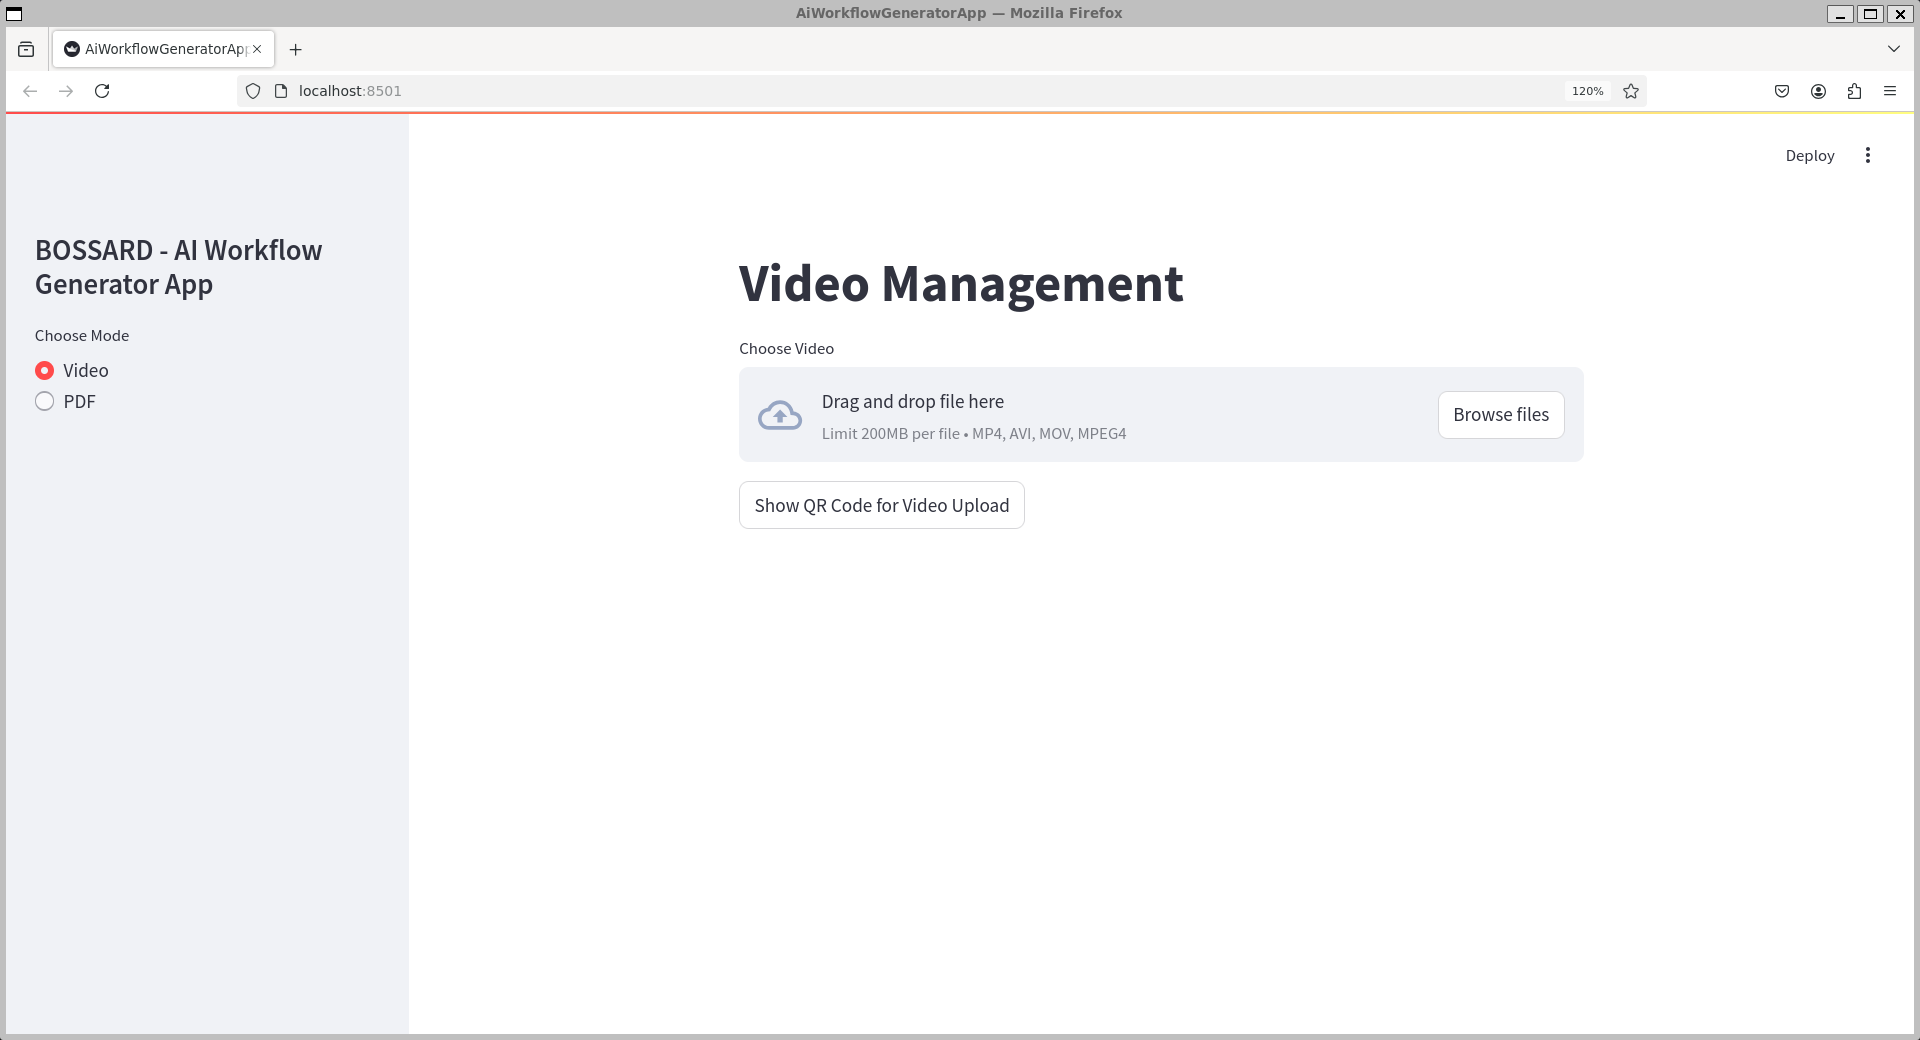 AiWorkflowGeneratorApp — Mozilla Firefox
AiWorkflowGeneratorApp
localhost:8501
120%
Deploy
BOSSARD - AI Workflow
Generator App
Choose Mode
Video
PDF
Video Management
Choose Video
Drag and drop file here
Limit 200MB per file • MP4, AVI, MOV, MPEG4
Browse files
Show QR Code for Video Upload